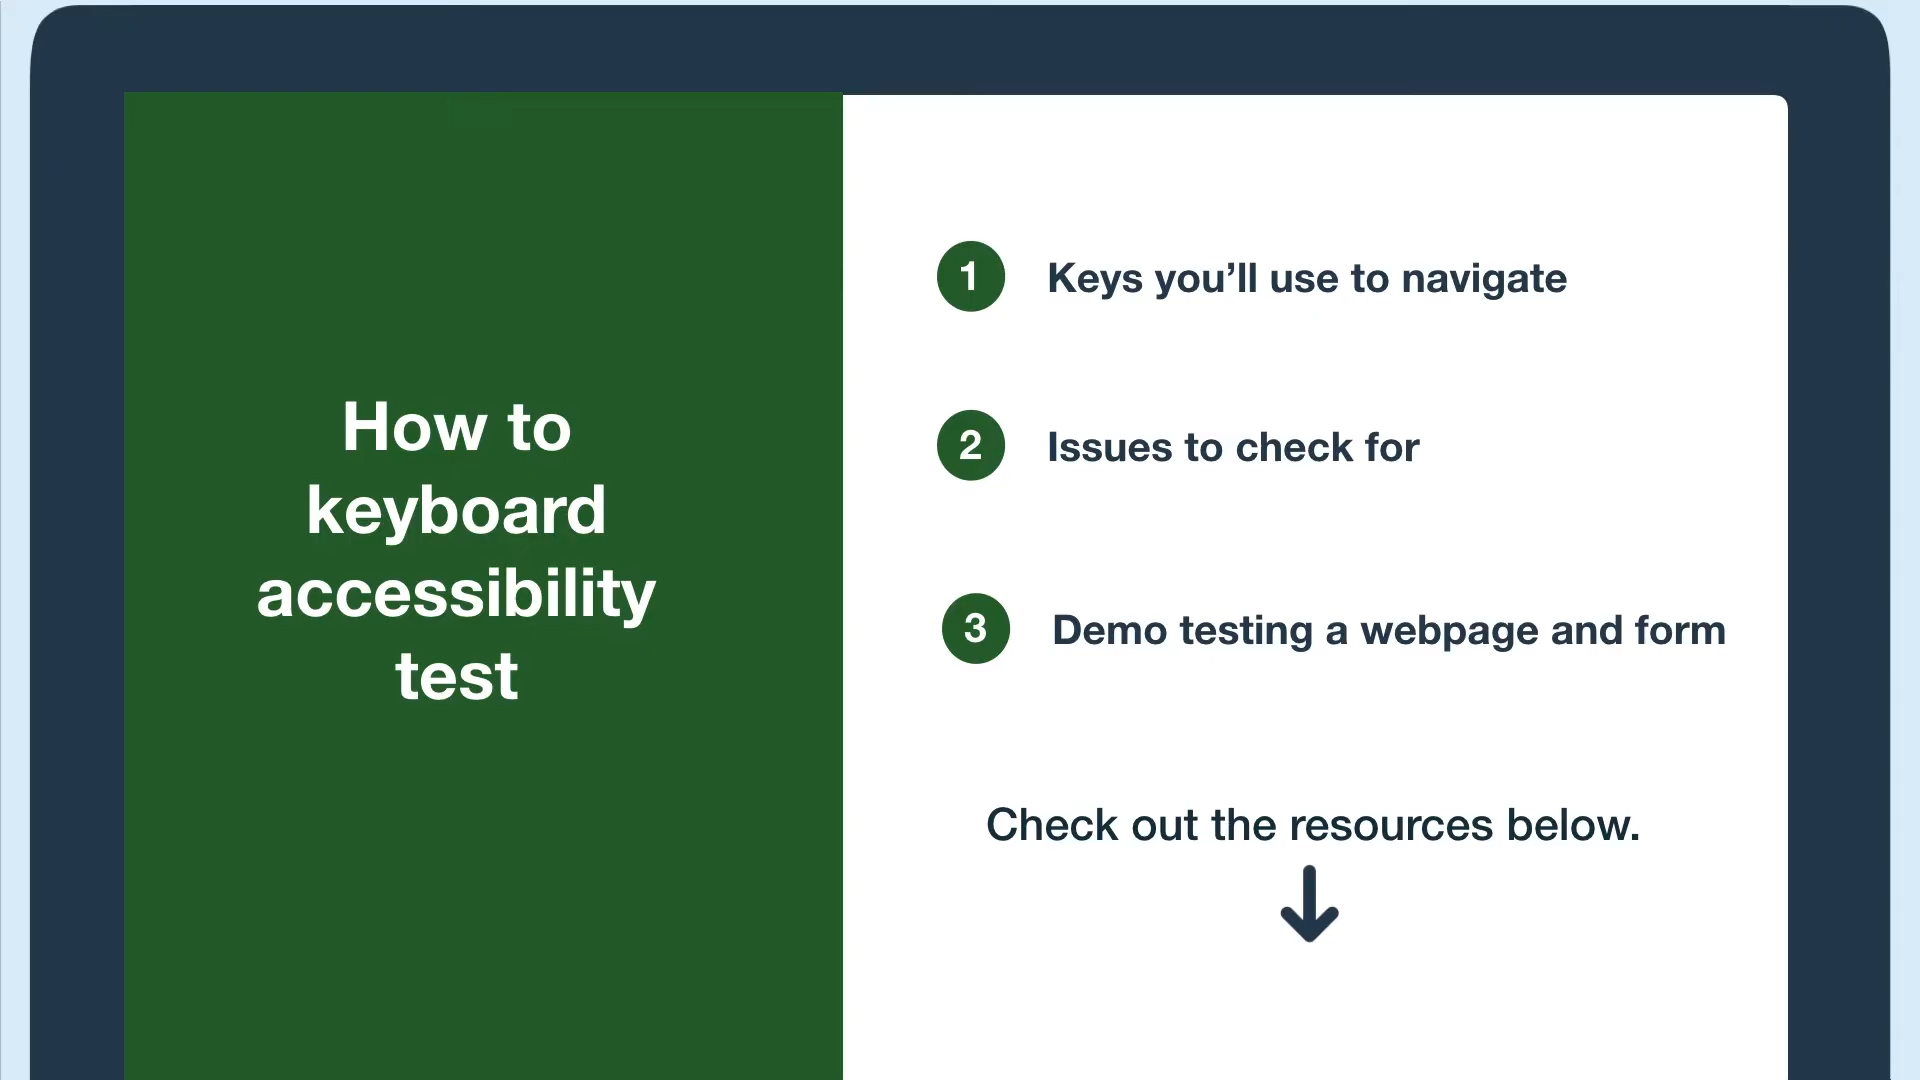 How to
keyboard
accessibility
test
1 Keys you’ll use to navigate
2 Issues to check for
3 Demo testing a webpage and form
Check out the resources below.